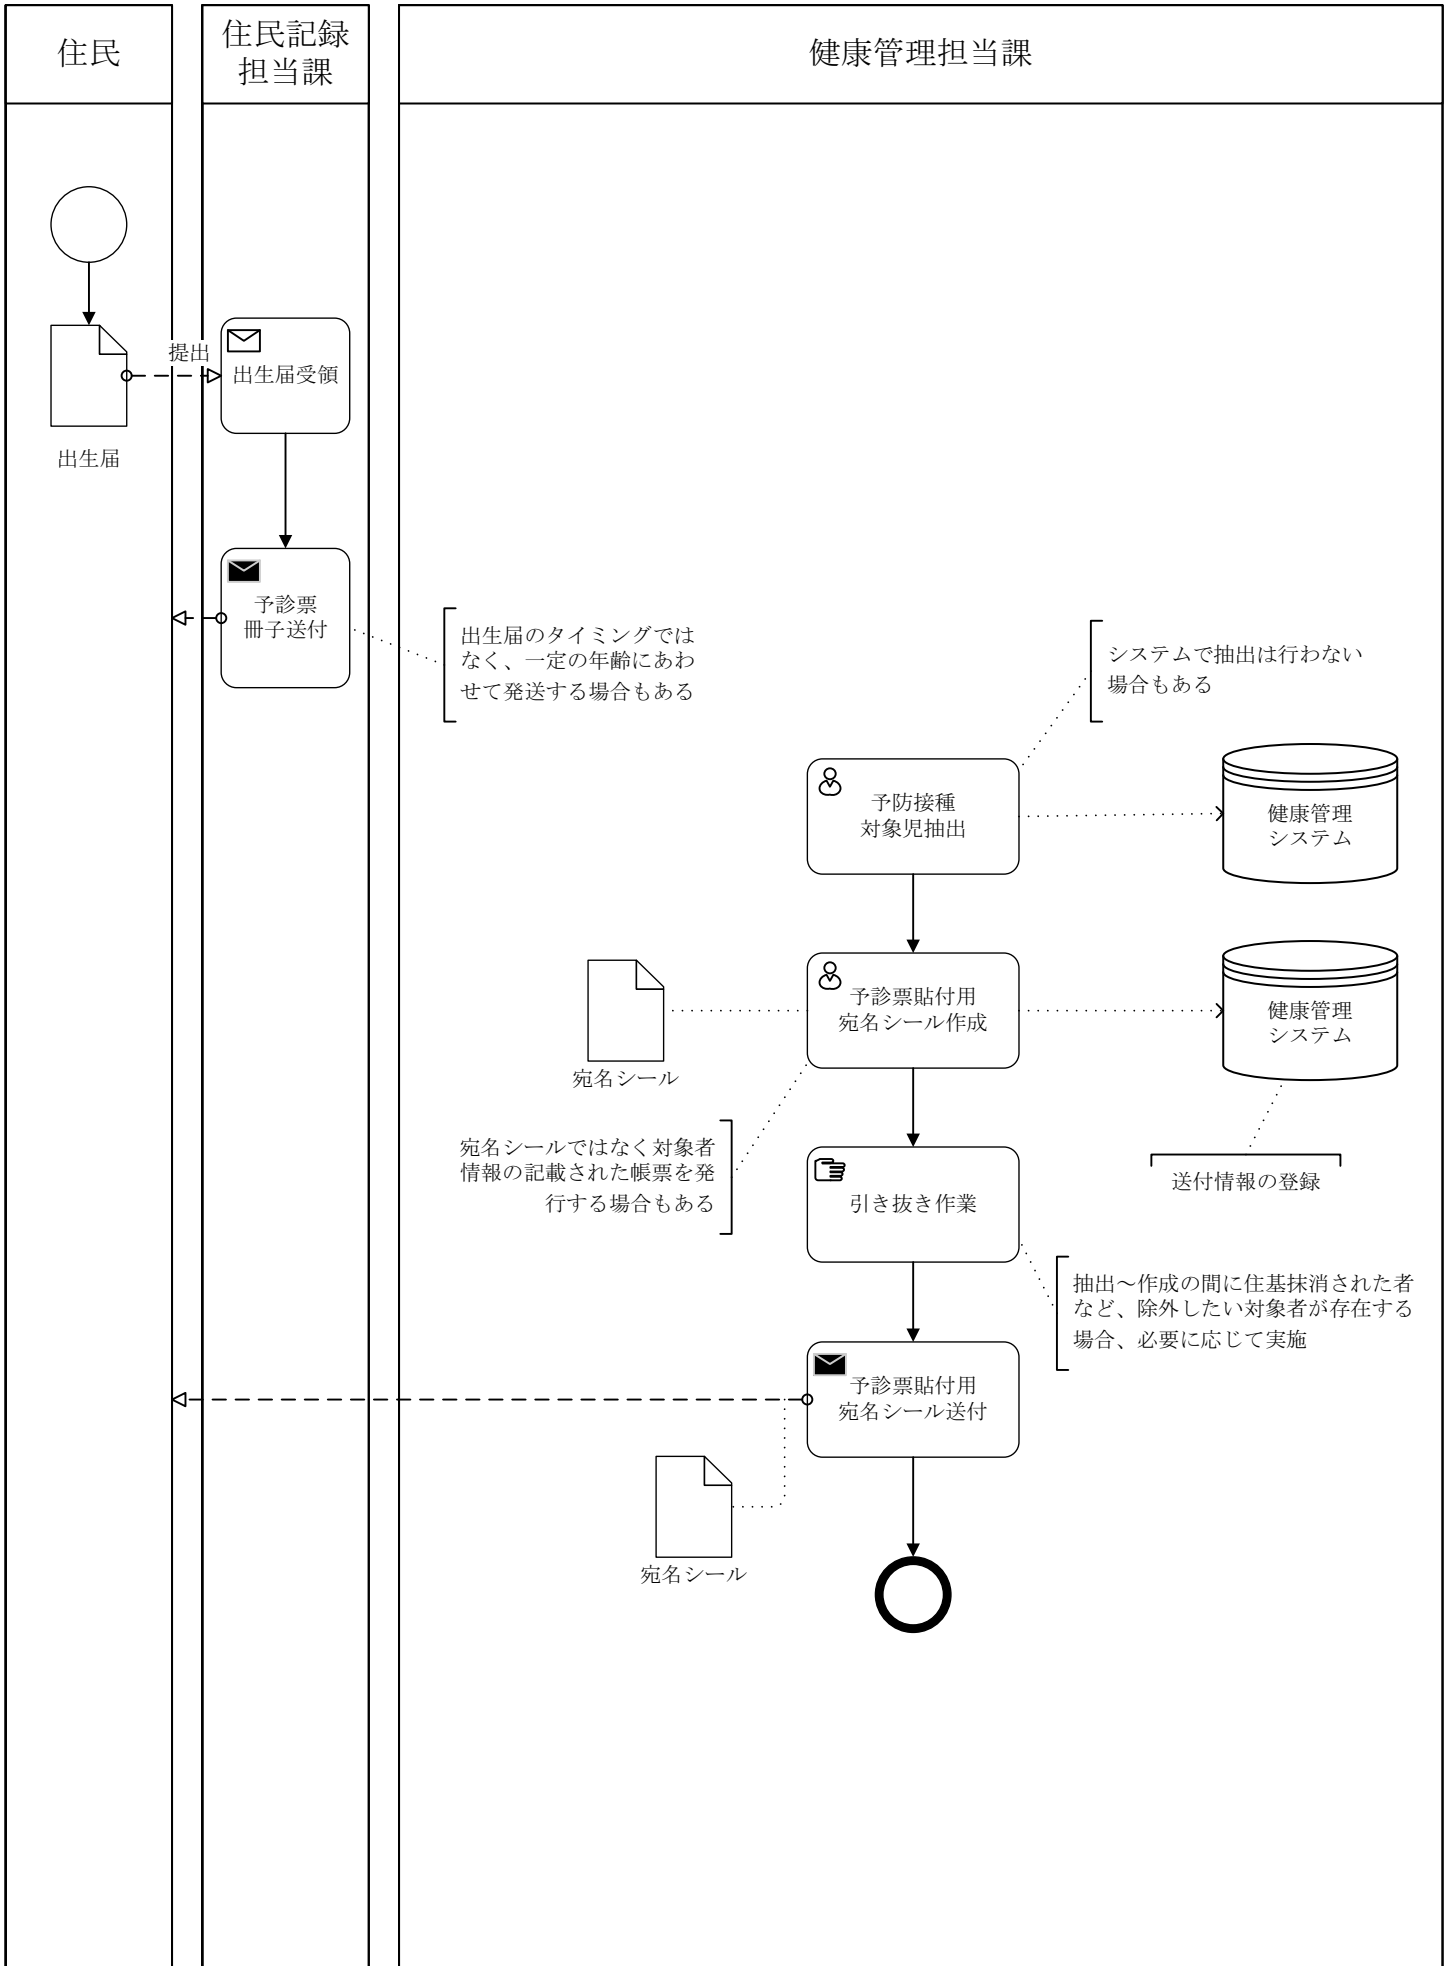 住民
住民記録
担当課
健康管理担当課
提出
出生届受領
出生届
予診票
冊子送付
出生届のタイミングでは
なく、一定の年齢にあわ
せて発送する場合もある
システムで抽出は行わない
場合もある
予防接種
対象児抽出
健康管理
システム
予診票貼付用
宛名シール作成
健康管理
システム
宛名シール
宛名シールではなく対象者
情報の記載された帳票を発
行する場合もある
引き抜き作業
送付情報の登録
抽出～作成の間に住基抹消された者
など、除外したい対象者が存在する
場合、必要に応じて実施
予診票貼付用
宛名シール送付
宛名シール